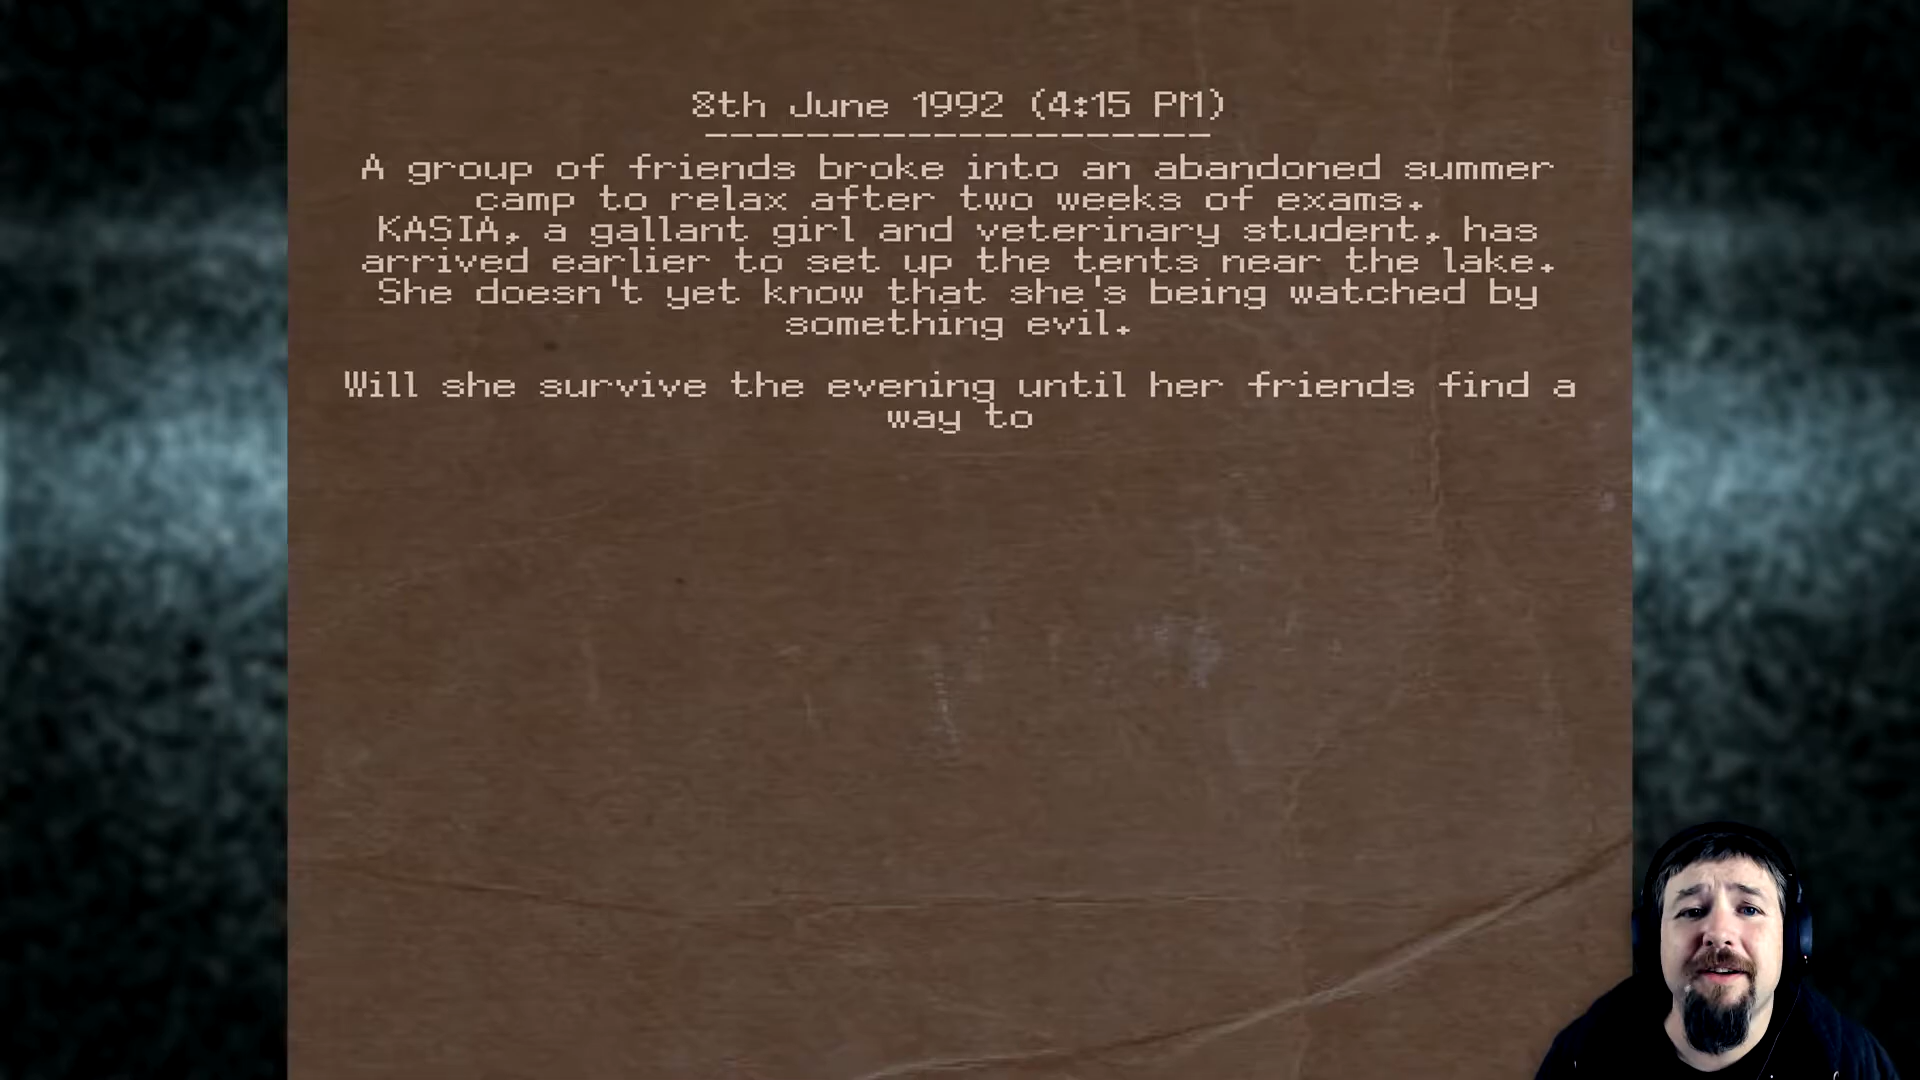 8th June 1992 (4:15 PM)
---------------------
A group of friends broke into an abandoned summer
camp to relax after two weeks of exams.
KASIA, a gallant girl and veterinary student, has
arrived earlier to set up the tents near the lake.
She doesn't yet know that she's being watched by
something evil.
Will she survive the evening until her friends find a
way to